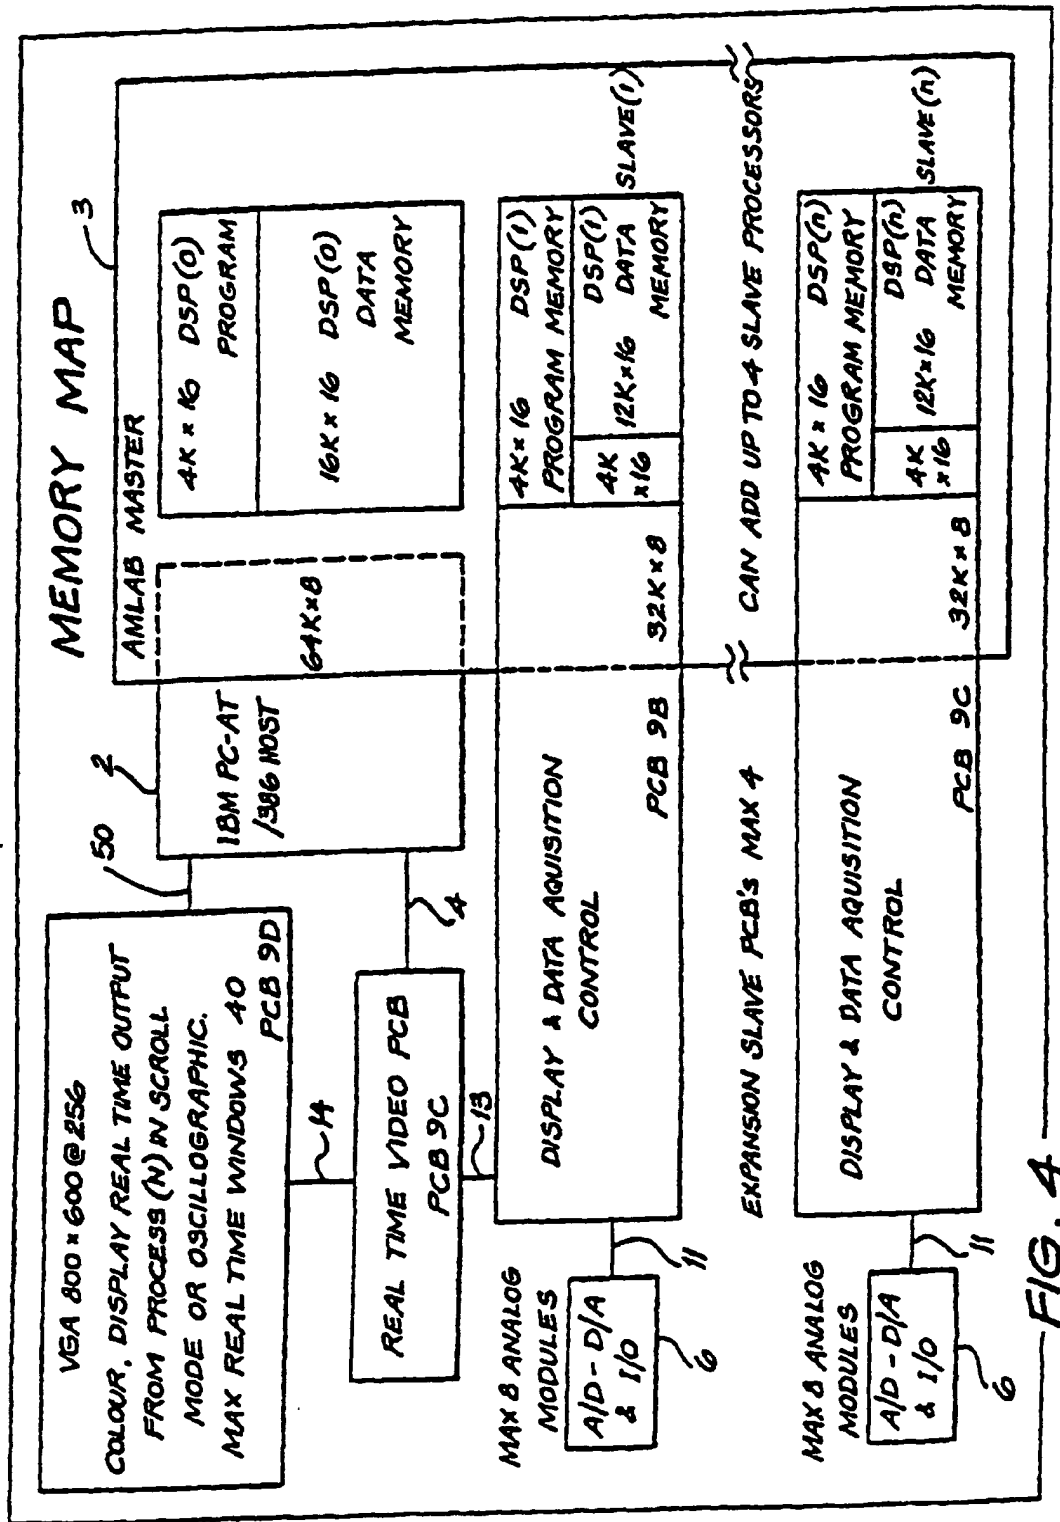 MEMORY MAP
3
AMLAB MASTER
2
50
VGA 800 × 600 @ 256
COLOUR, DISPLAY REAL TIME OUTPUT
FROM PROCESS (N) IN SCROLL
MODE OR OSCILLOGRAPHIC.
MAX REAL TIME WINDOWS 40
PCB 9D
IBM PC-AT
/386 HOST
64K×8
4K × 16 DSP(0)
PROGRAM
16K × 16 DSP(0)
DATA
MEMORY
14
4
REAL TIME VIDEO PCB
PCB 9C
13
MAX 8 ANALOG
MODULES
A/D - D/A
& I/O
6
11
DISPLAY & DATA AQUISITION
CONTROL
PCB 9B
32K×8
4K×16 DSP(1)
PROGRAM MEMORY
4K
×16
12K×16
DSP(1)
DATA
MEMORY
SLAVE(1)
EXPANSION SLAVE PCB'S MAX 4
CAN ADD UP TO 4 SLAVE PROCESSORS
MAX 8 ANALOG
MODULES
A/D - D/A
& I/O
6
11
DISPLAY & DATA AQUISITION
CONTROL
PCB 9C
32K×8
4K × 16 DSP(n)
PROGRAM MEMORY
4K
×16
12K×16
DSP(n)
DATA
MEMORY
SLAVE(n)
FIG. 4